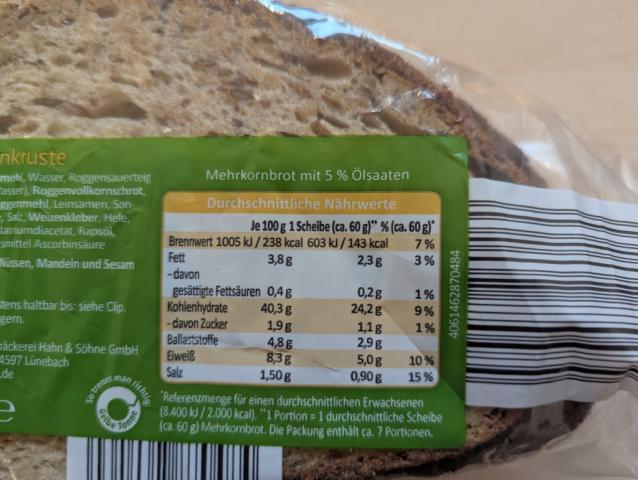 nkruste
mehl, Wasser, Roggensauerteig
asser), Roggenvollkornschrot,
ggenmehl, Leinsamen, Son-
e, Salz, Weizenkleber, Hefe,
latriumdiacetat, Rapsöl,
smittel Ascorbinsäure
Nüssen, Mandeln und Sesam
stens haltbar bis: siehe Clip.
gern.
bäckerei Hahn & Söhne GmbH
4597 Lünebach
.de
e
So trennt man richtig:
Gelbe Tonne
Mehrkornbrot mit 5 % Ölsaaten
Durchschnittliche Nährwerte
Je 100 g 1 Scheibe (ca. 60 g)** % (ca. 60 g)*
Brennwert 1005 kJ / 238 kcal 603 kJ / 143 kcal 7 %
Fett 3,8 g 2,3 g 3 %
- davon
gesättigte Fettsäuren 0,4 g 0,2 g 1 %
Kohlenhydrate 40,3 g 24,2 g 9 %
- davon Zucker 1,9 g 1,1 g 1 %
Ballaststoffe 4,8 g 2,9 g
Eiweiß 8,3 g 5,0 g 10 %
Salz 1,50 g 0,90 g 15 %
*Referenzmenge für einen durchschnittlichen Erwachsenen
(8.400 kJ / 2.000 kcal). **1 Portion = 1 durchschnittliche Scheibe
(ca. 60 g) Mehrkornbrot. Die Packung enthält ca. 7 Portionen.
4061462870484